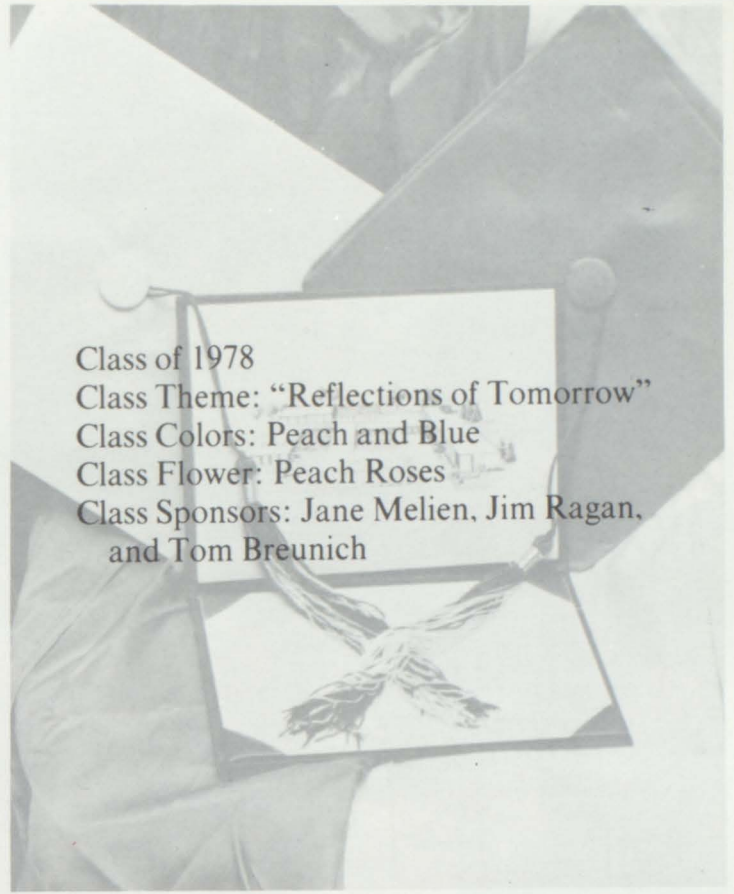 Class of 1978
Class Theme: “Reflections of Tomorrow”
Class Colors: Peach and Blue
Class Flower: Peach Roses
Class Sponsors: Jane Melien, Jim Ragan,
and Tom Breunich